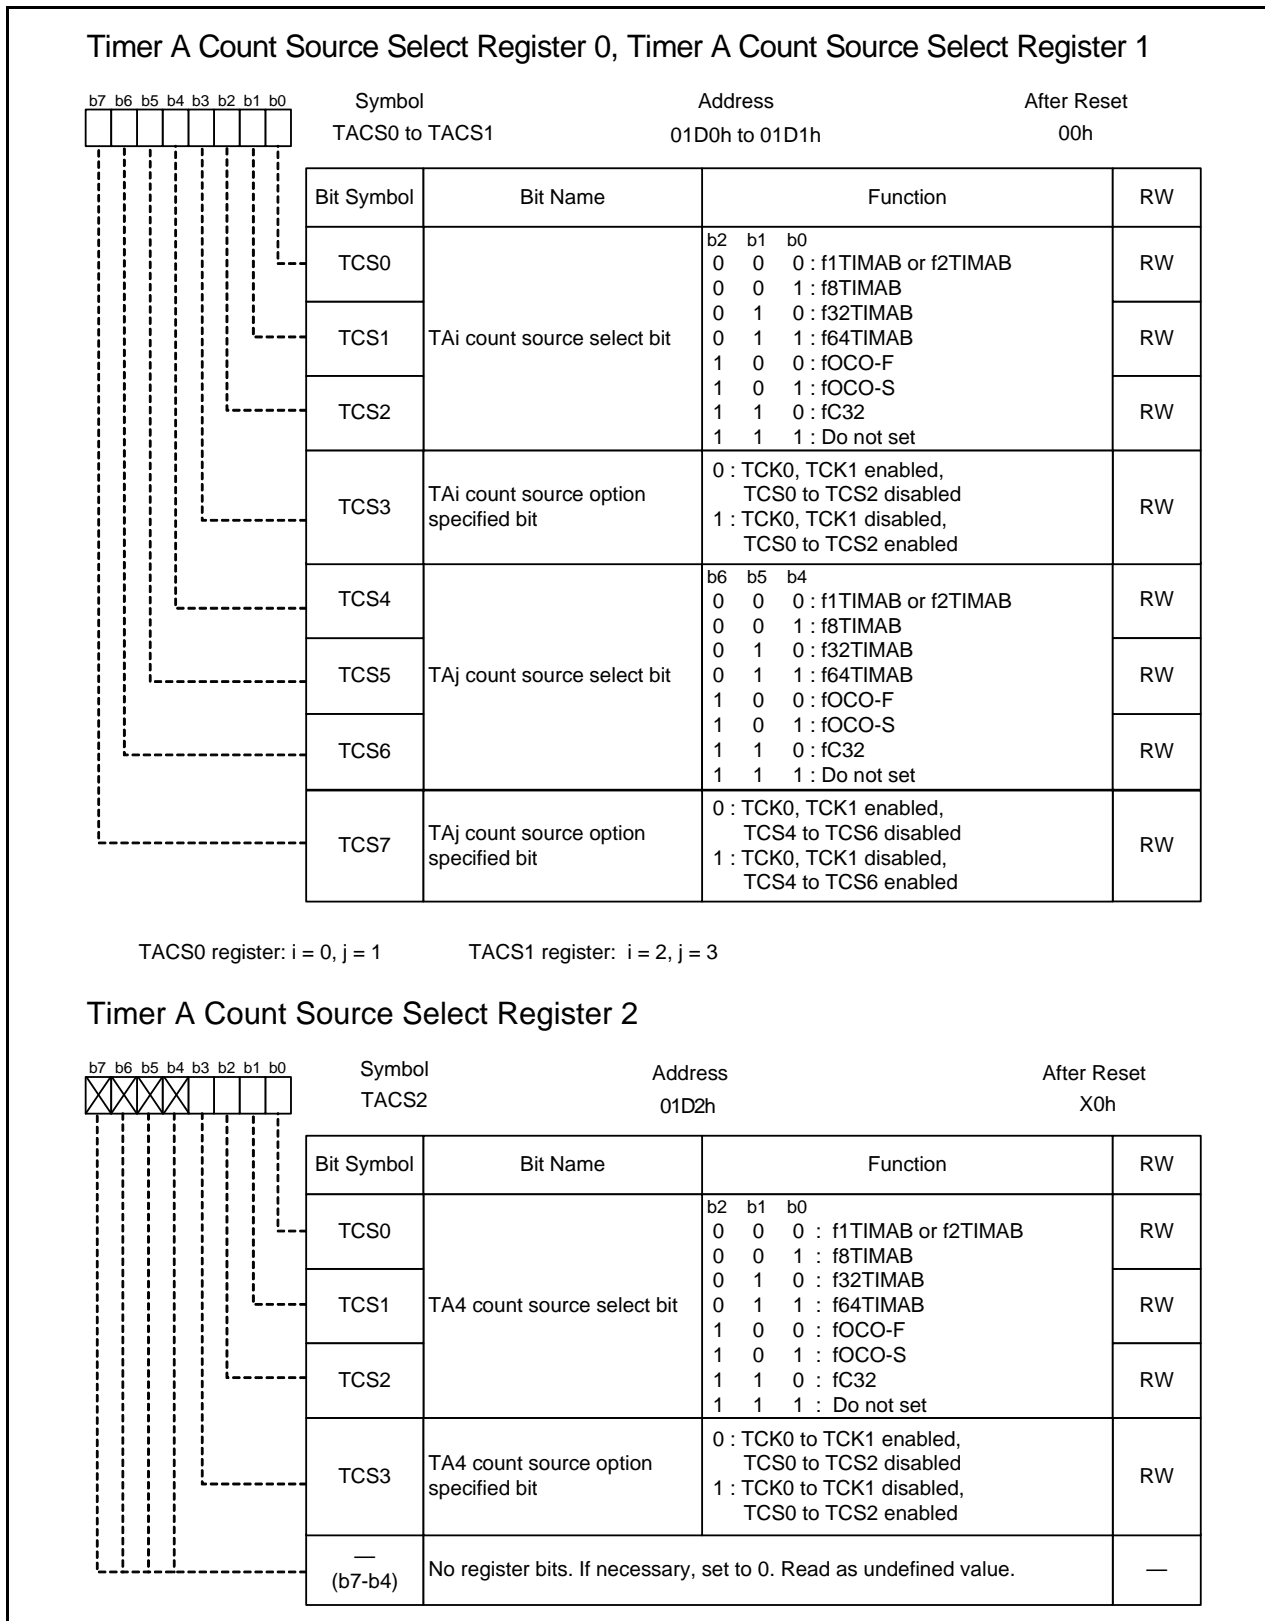 Timer A Count Source Select Register 0, Timer A Count Source Select Register 1
b7 b6 b5 b4 b3 b2 b1 b0
Symbol Address After Reset
TACS0 to TACS1 01D0h to 01D1h 00h
Bit Symbol Bit Name Function RW
TCS0 RW
TCS1 RW
TCS2 RW
TAi count source select bit
b2 b1 b0
0 0 0 : f1TIMAB or f2TIMAB
0 0 1 : f8TIMAB
0 1 0 : f32TIMAB
0 1 1 : f64TIMAB
1 0 0 : fOCO-F
1 0 1 : fOCO-S
1 1 0 : fC32
1 1 1 : Do not set
TCS3 RW
TAi count source option
specified bit
0 : TCK0, TCK1 enabled,
TCS0 to TCS2 disabled
1 : TCK0, TCK1 disabled,
TCS0 to TCS2 enabled
TCS4 RW
TCS5 RW
TCS6 RW
TAj count source select bit
b6 b5 b4
0 0 0 : f1TIMAB or f2TIMAB
0 0 1 : f8TIMAB
0 1 0 : f32TIMAB
0 1 1 : f64TIMAB
1 0 0 : fOCO-F
1 0 1 : fOCO-S
1 1 0 : fC32
1 1 1 : Do not set
TCS7 RW
TAj count source option
specified bit
0 : TCK0, TCK1 enabled,
TCS4 to TCS6 disabled
1 : TCK0, TCK1 disabled,
TCS4 to TCS6 enabled
TACS0 register: i = 0, j = 1 TACS1 register: i = 2, j = 3
Timer A Count Source Select Register 2
b7 b6 b5 b4 b3 b2 b1 b0
Symbol Address After Reset
TACS2 01D2h X0h
Bit Symbol Bit Name Function RW
TCS0 RW
TCS1 RW
TCS2 RW
TA4 count source select bit
b2 b1 b0
0 0 0 : f1TIMAB or f2TIMAB
0 0 1 : f8TIMAB
0 1 0 : f32TIMAB
0 1 1 : f64TIMAB
1 0 0 : fOCO-F
1 0 1 : fOCO-S
1 1 0 : fC32
1 1 1 : Do not set
TCS3 RW
TA4 count source option
specified bit
0 : TCK0 to TCK1 enabled,
TCS0 to TCS2 disabled
1 : TCK0 to TCK1 disabled,
TCS0 to TCS2 enabled
—
(b7-b4)
No register bits. If necessary, set to 0. Read as undefined value. —